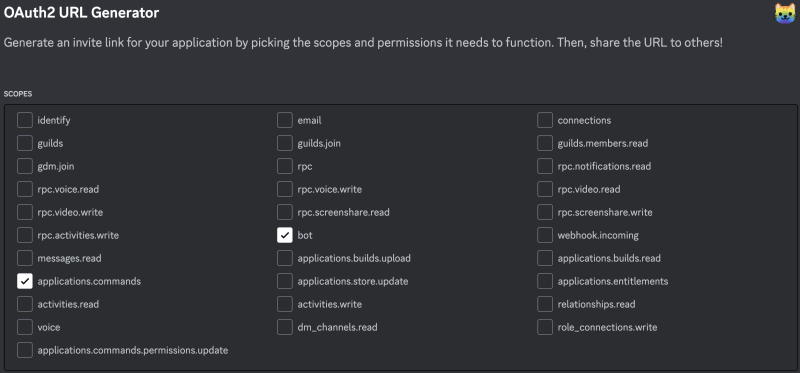 OAuth2 URL Generator
Generate an invite link for your application by picking the scopes and permissions it needs to function. Then, share the URL to others!
SCOPES
identify email connections
guilds guilds.join guilds.members.read
gdm.join rpc rpc.notifications.read
rpc.voice.read rpc.voice.write rpc.video.read
rpc.video.write rpc.screenshare.read rpc.screenshare.write
rpc.activities.write bot webhook.incoming
messages.read applications.builds.upload applications.builds.read
applications.commands applications.store.update applications.entitlements
activities.read activities.write relationships.read
voice dm_channels.read role_connections.write
applications.commands.permissions.update